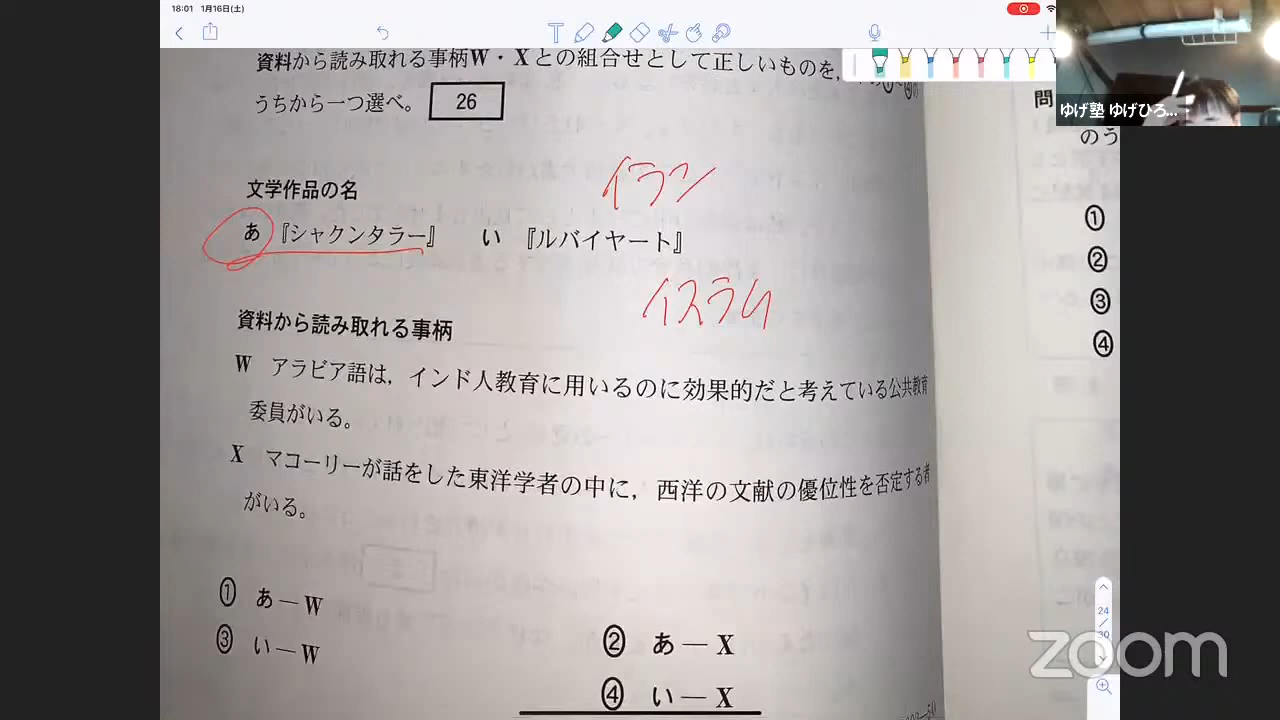 18:01 1月16日(土)
ゆげ塾 ゆげひろ...
資料から読み取れる事柄W・Xとの組合せとして正しいものを,
うちから一つ選べ。 26
文学作品の名
イラン
あ 『シャクンタラー』 い 『ルバイヤート』
イスラム
資料から読み取れる事柄
W アラビア語は,インド人教育に用いるのに効果的だと考えている公共教育
委員がいる。
X マコーリーが話をした東洋学者の中に,西洋の文献の優位性を否定する者
がいる。
① あ―W
② あ―X
③ い―W
④ い―X
問
のう
①
②
③
④
24
30
zoom